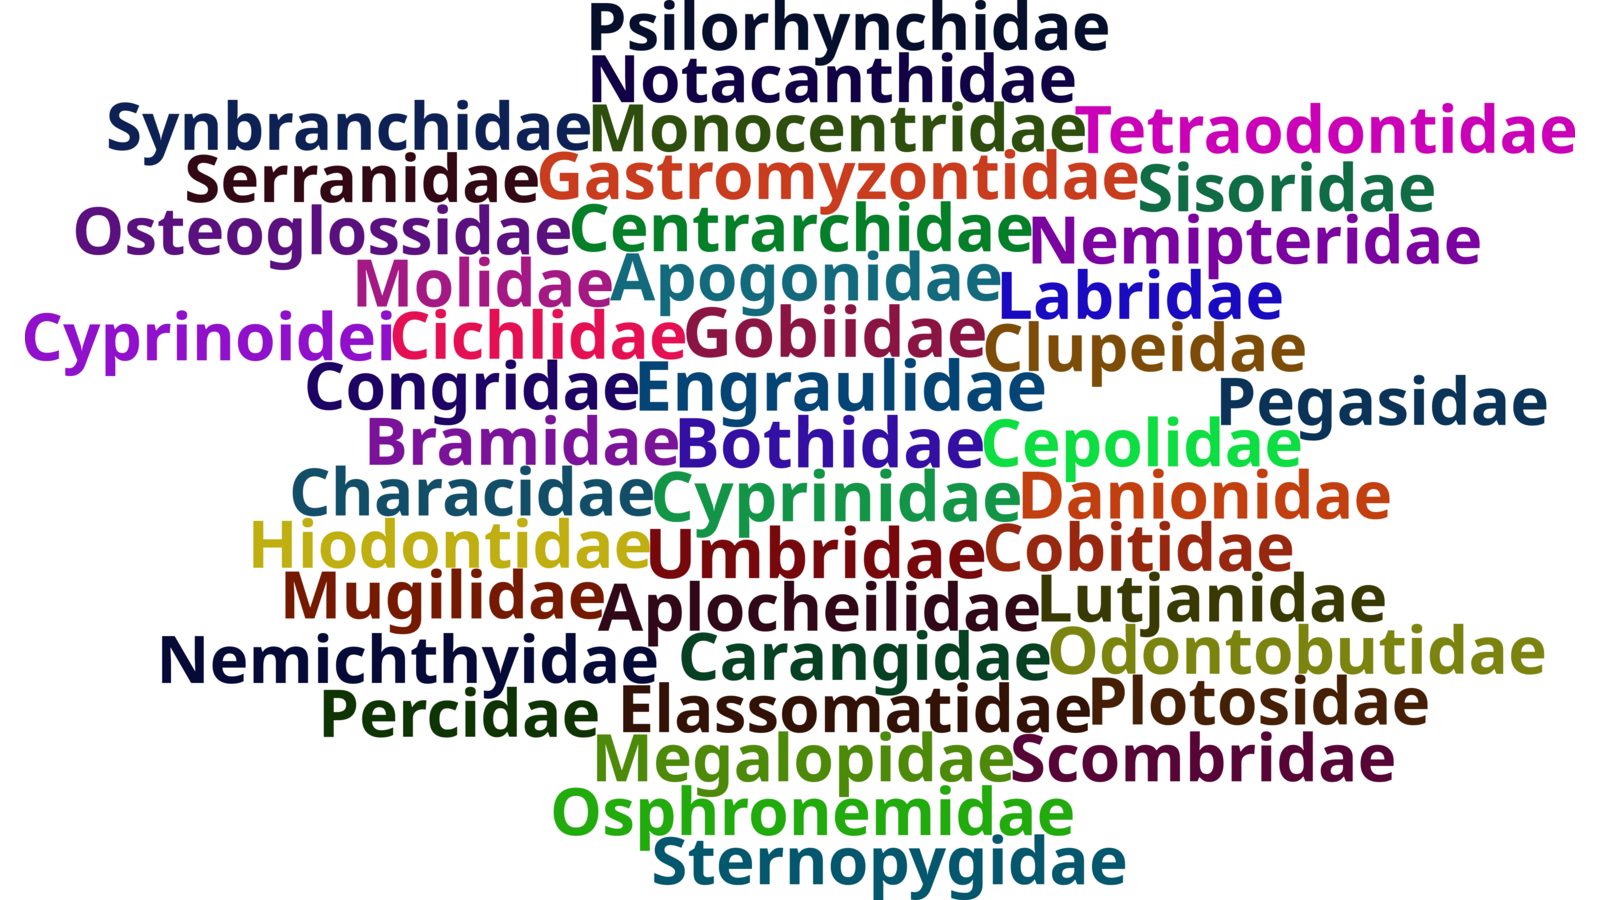 Psilorhynchidae
Notacanthidae
Synbranchidae Monocentridae Tetraodontidae
Serranidae Gastromyzontidae Sisoridae
Osteoglossidae Centrarchidae Nemipteridae
Molidae Apogonidae Labridae
Cyprinoidei Cichlidae Gobiidae Clupeidae
Congridae Engraulidae Pegasidae
Bramidae Bothidae Cepolidae
Characidae Cyprinidae Danionidae
Hiodontidae Umbridae Cobitidae
Mugilidae Aplocheilidae Lutjanidae
Nemichthyidae Carangidae Odontobutidae
Percidae Elassomatidae Plotosidae
Megalopidae Scombridae
Osphronemidae
Sternopygidae